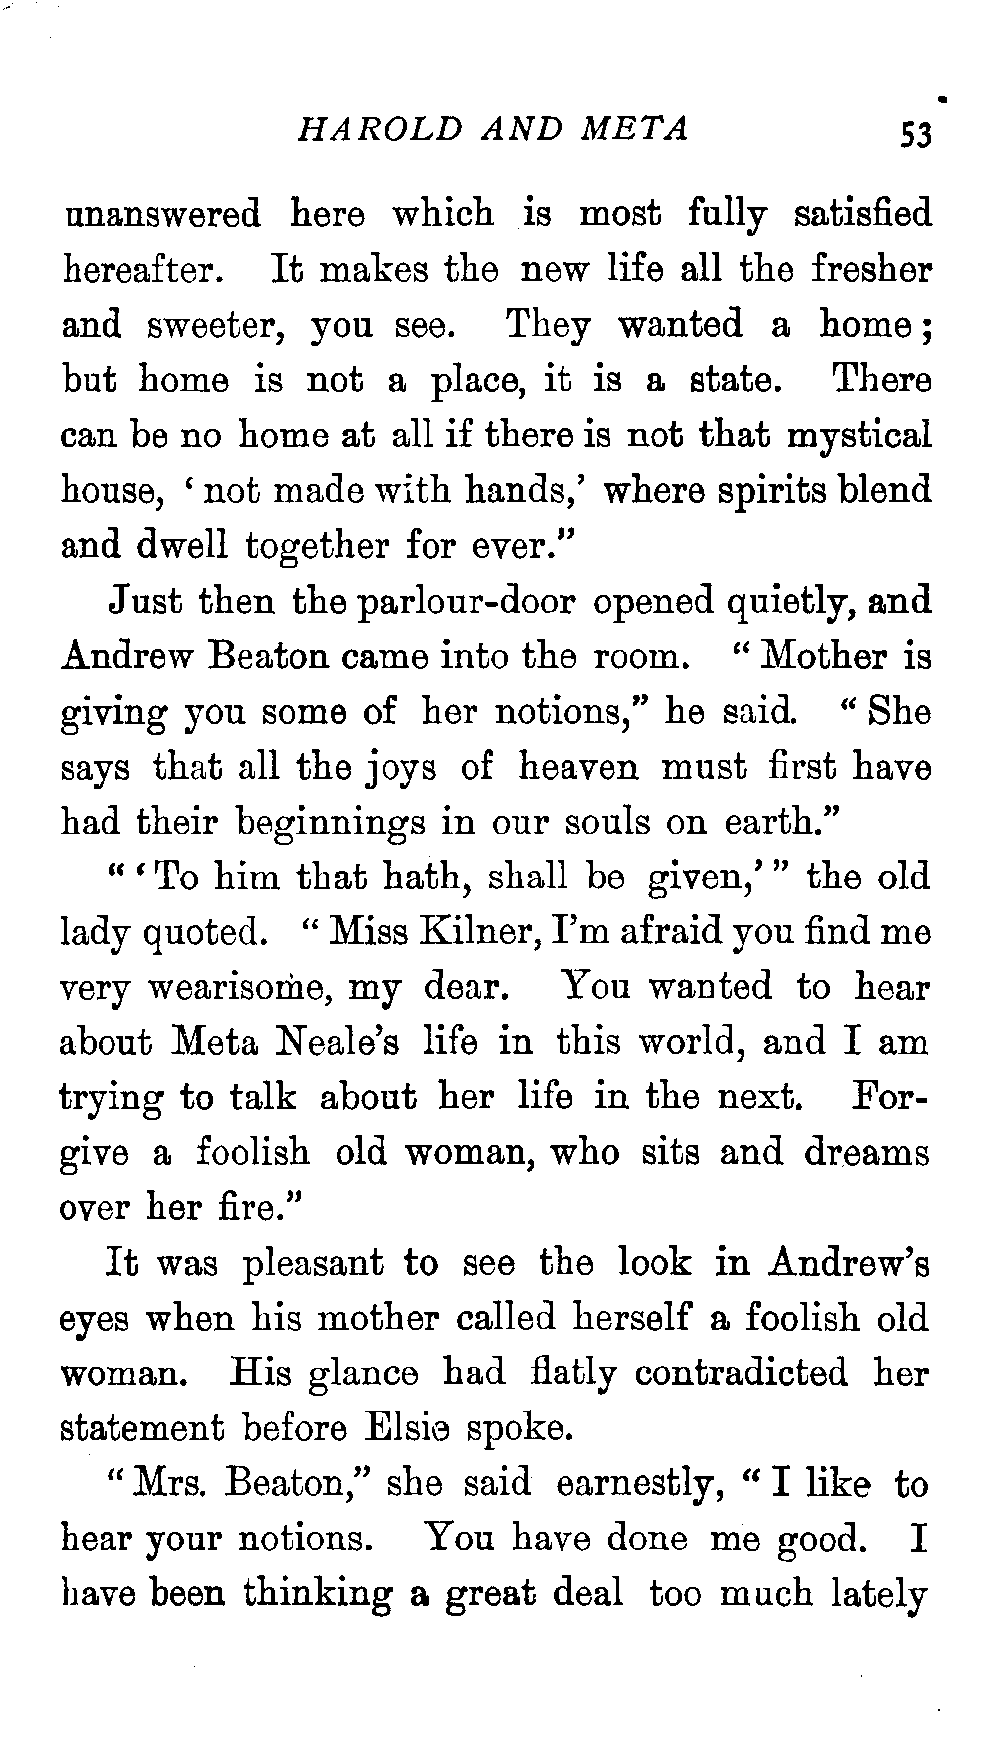 HAROLD AND META 53
unanswered here which is most fully satisfied
hereafter. It makes the new life all the fresher
and sweeter, you see. They wanted a home;
but home is not a place, it is a state. There
can be no home at all if there is not that mystical
house, ‘not made with hands,’ where spirits blend
and dwell together for ever.”
Just then the parlour-door opened quietly, and
Andrew Beaton came into the room. “Mother is
giving you some of her notions,” he said. “She
says that all the joys of heaven must first have
had their beginnings in our souls on earth.”
“‘To him that hath, shall be given,’” the old
lady quoted. “Miss Kilner, I’m afraid you find me
very wearisome, my dear. You wanted to hear
about Meta Neale’s life in this world, and I am
trying to talk about her life in the next. For-
give a foolish old woman, who sits and dreams
over her fire.”
It was pleasant to see the look in Andrew’s
eyes when his mother called herself a foolish old
woman. His glance had flatly contradicted her
statement before Elsie spoke.
“Mrs. Beaton,” she said earnestly, “I like to
hear your notions. You have done me good. I
have been thinking a great deal too much lately